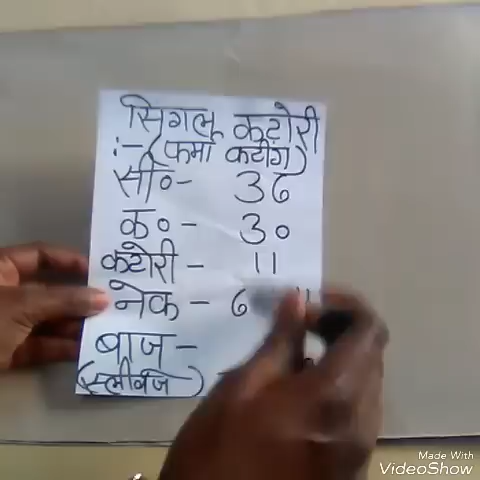 सिगल कटोरी
:-(फर्मा कटींग)
सी०- 36
क०- 30
कटोरी - 11
नेक - 6
बाजु -
(स्लीवज)
Made With
VideoShow